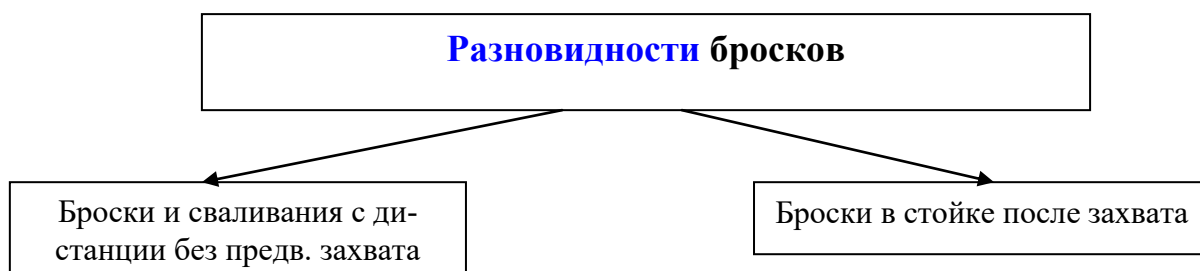 Разновидности бросков
Броски и сваливания с ди-
станции без предв. захвата
Броски в стойке после захвата